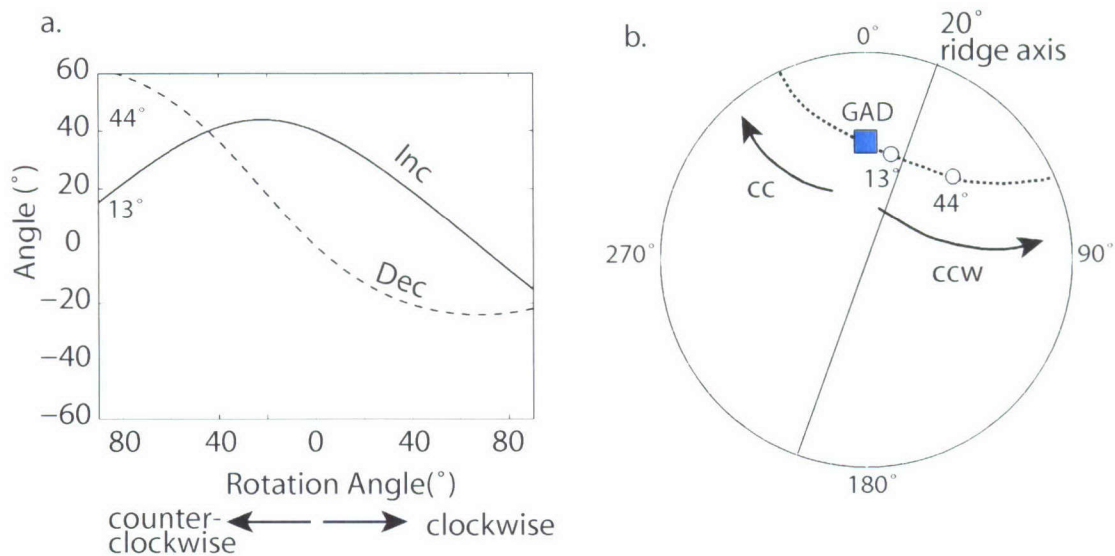 a.
60
40
20
0
−20
−40
−60
Angle (°)
44°
13°
Inc
Dec
80 40 0 40 80
Rotation Angle(°)
counter-
clockwise
clockwise
b.
0°
20°
ridge axis
GAD
13°
44°
cc
ccw
270°
90°
180°